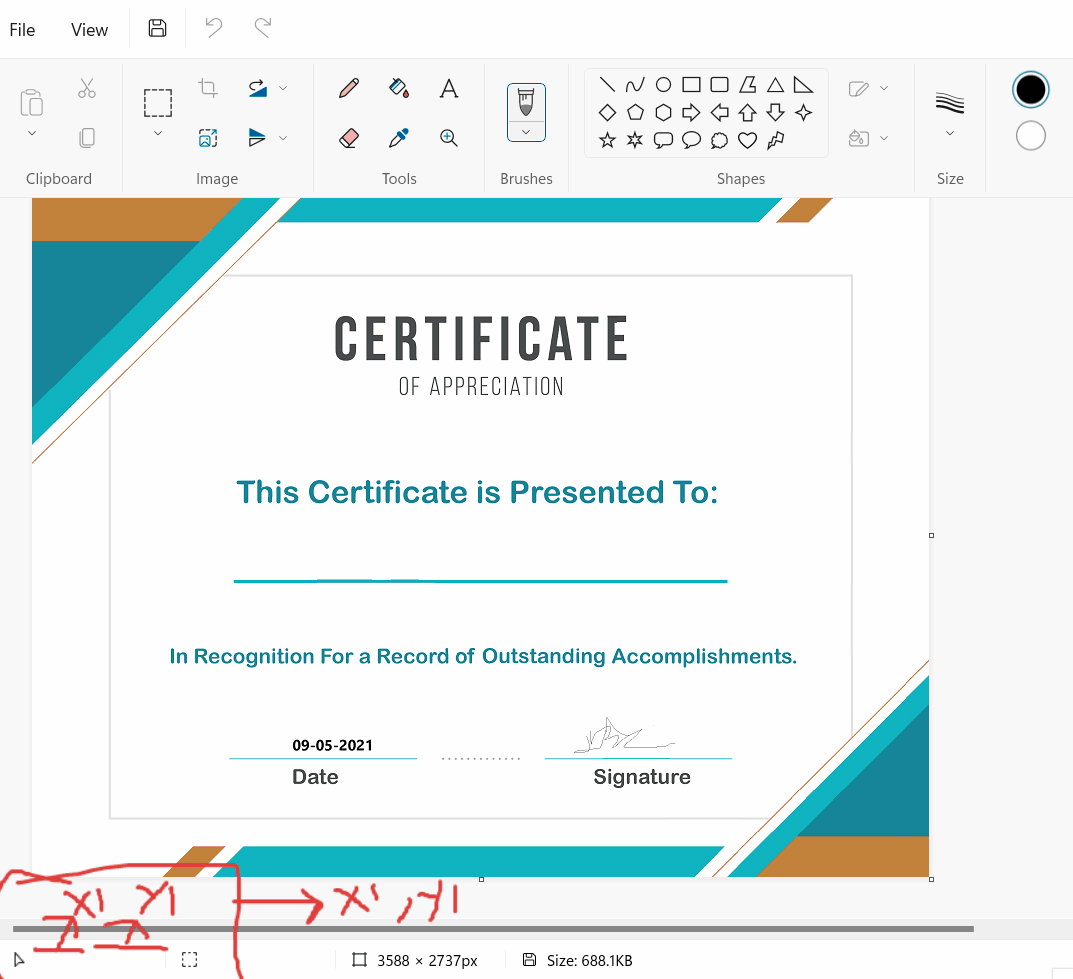 File View
Clipboard Image Tools Brushes Shapes Size
CERTIFICATE
OF APPRECIATION
This Certificate is Presented To:
In Recognition For a Record of Outstanding Accomplishments.
09-05-2021
Date Signature
X1 Y1 X1 , Y1
3588 × 2737px Size: 688.1KB